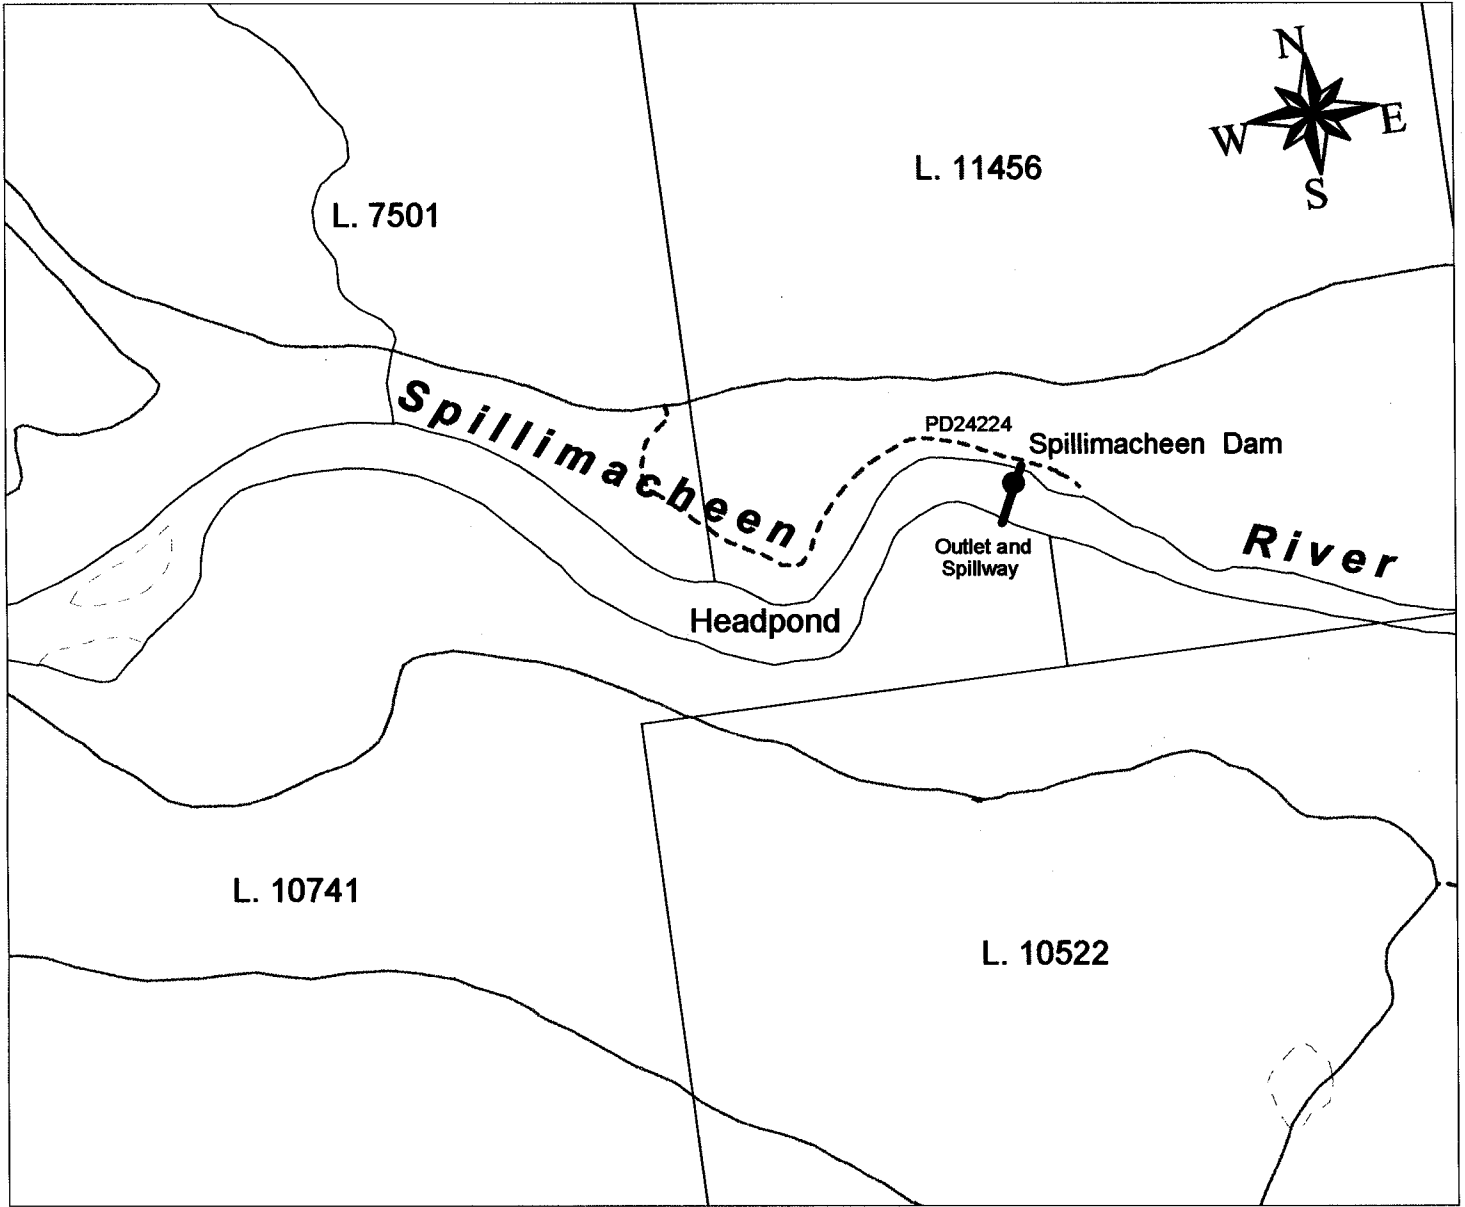 N
W E
S
L. 11456
L. 7501
Spillimacheen
PD24224
Spillimacheen Dam
Outlet and
Spillway
River
Headpond
L. 10741
L. 10522